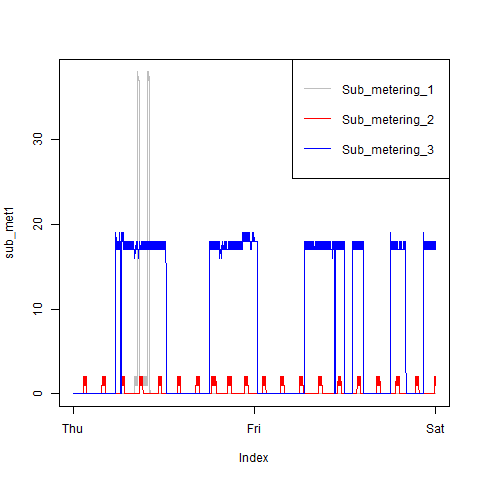 Sub_metering_1
Sub_metering_2
Sub_metering_3
sub_met1
30
20
10
0
Thu
Fri
Sat
Index